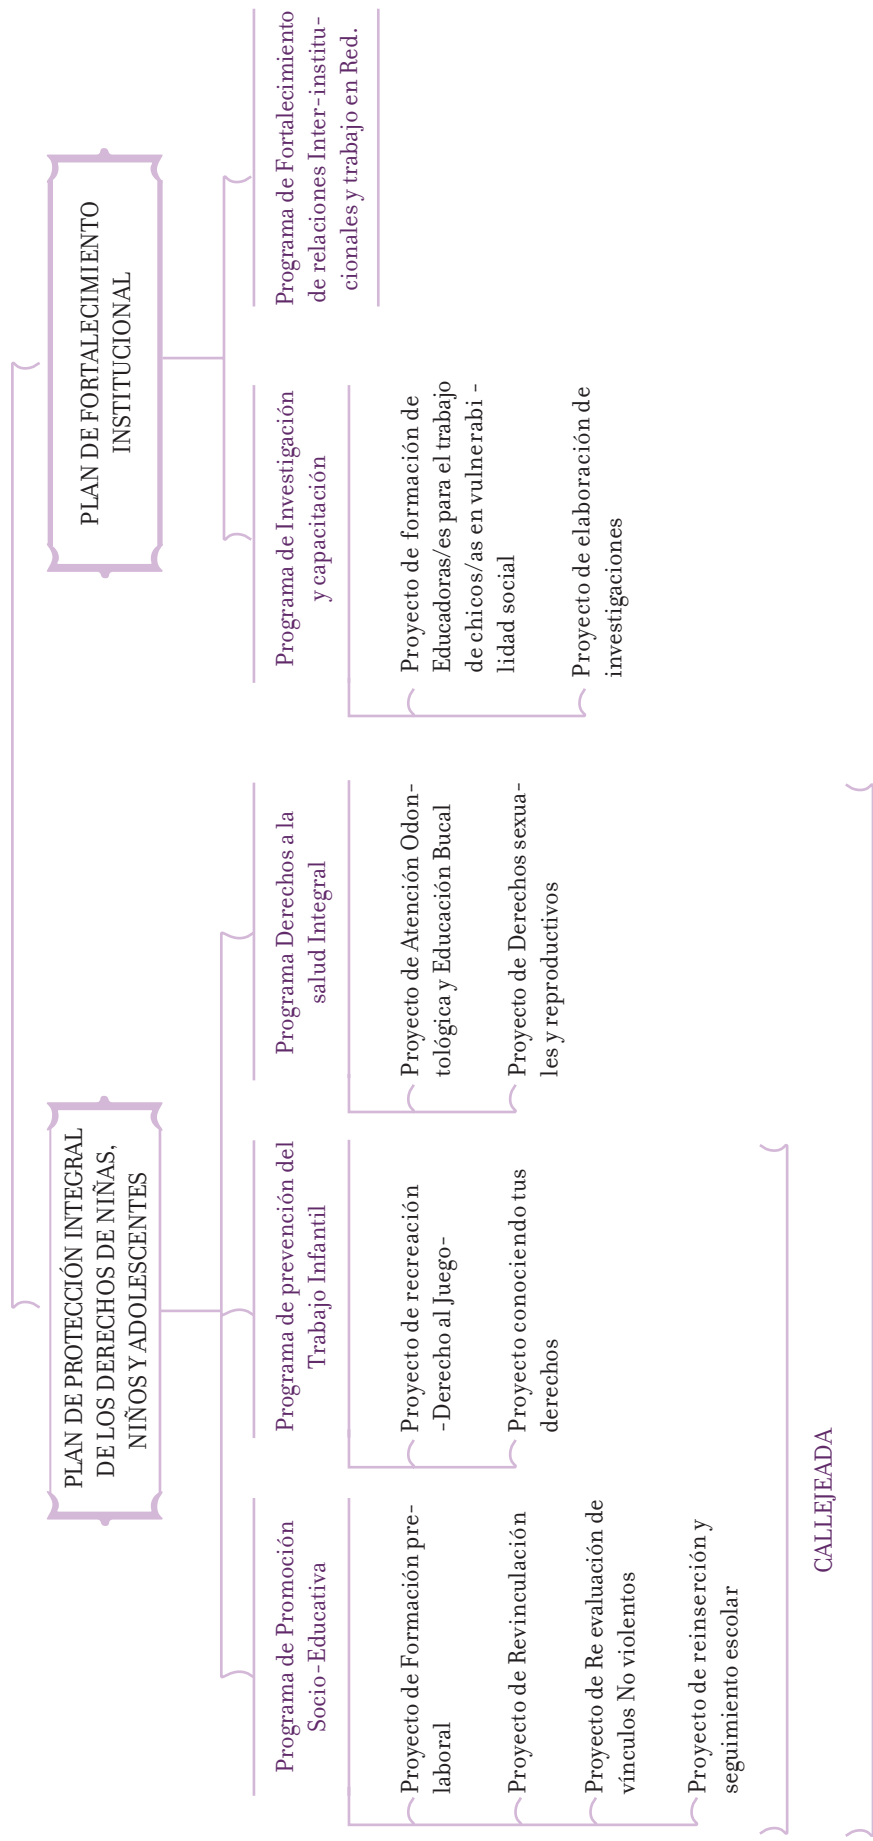 PLAN DE PROTECCIÓN INTEGRAL
DE LOS DERECHOS DE NIÑAS,
NIÑOS Y ADOLESCENTES
PLAN DE FORTALECIMIENTO
INSTITUCIONAL
Programa de Promoción
Socio-Educativa
Proyecto de Formación pre-
laboral
Proyecto de Revinculación
Proyecto de Re evaluación de
vínculos No violentos
Proyecto de reinserción y
seguimiento escolar
Programa de prevención del
Trabajo Infantil
Proyecto de recreación
-Derecho al Juego-
Proyecto conociendo tus
derechos
Programa Derechos a la
salud Integral
Proyecto de Atención Odon-
tológica y Educación Bucal
Proyecto de Derechos sexua-
les y reproductivos
Programa de Investigación
y capacitación
Proyecto de formación de
Educadoras/es para el trabajo
de chicos/as en vulnerabi -
lidad social
Proyecto de elaboración de
investigaciones
Programa de Fortalecimiento
de relaciones Inter-institu-
cionales y trabajo en Red.
CALLEJEADA